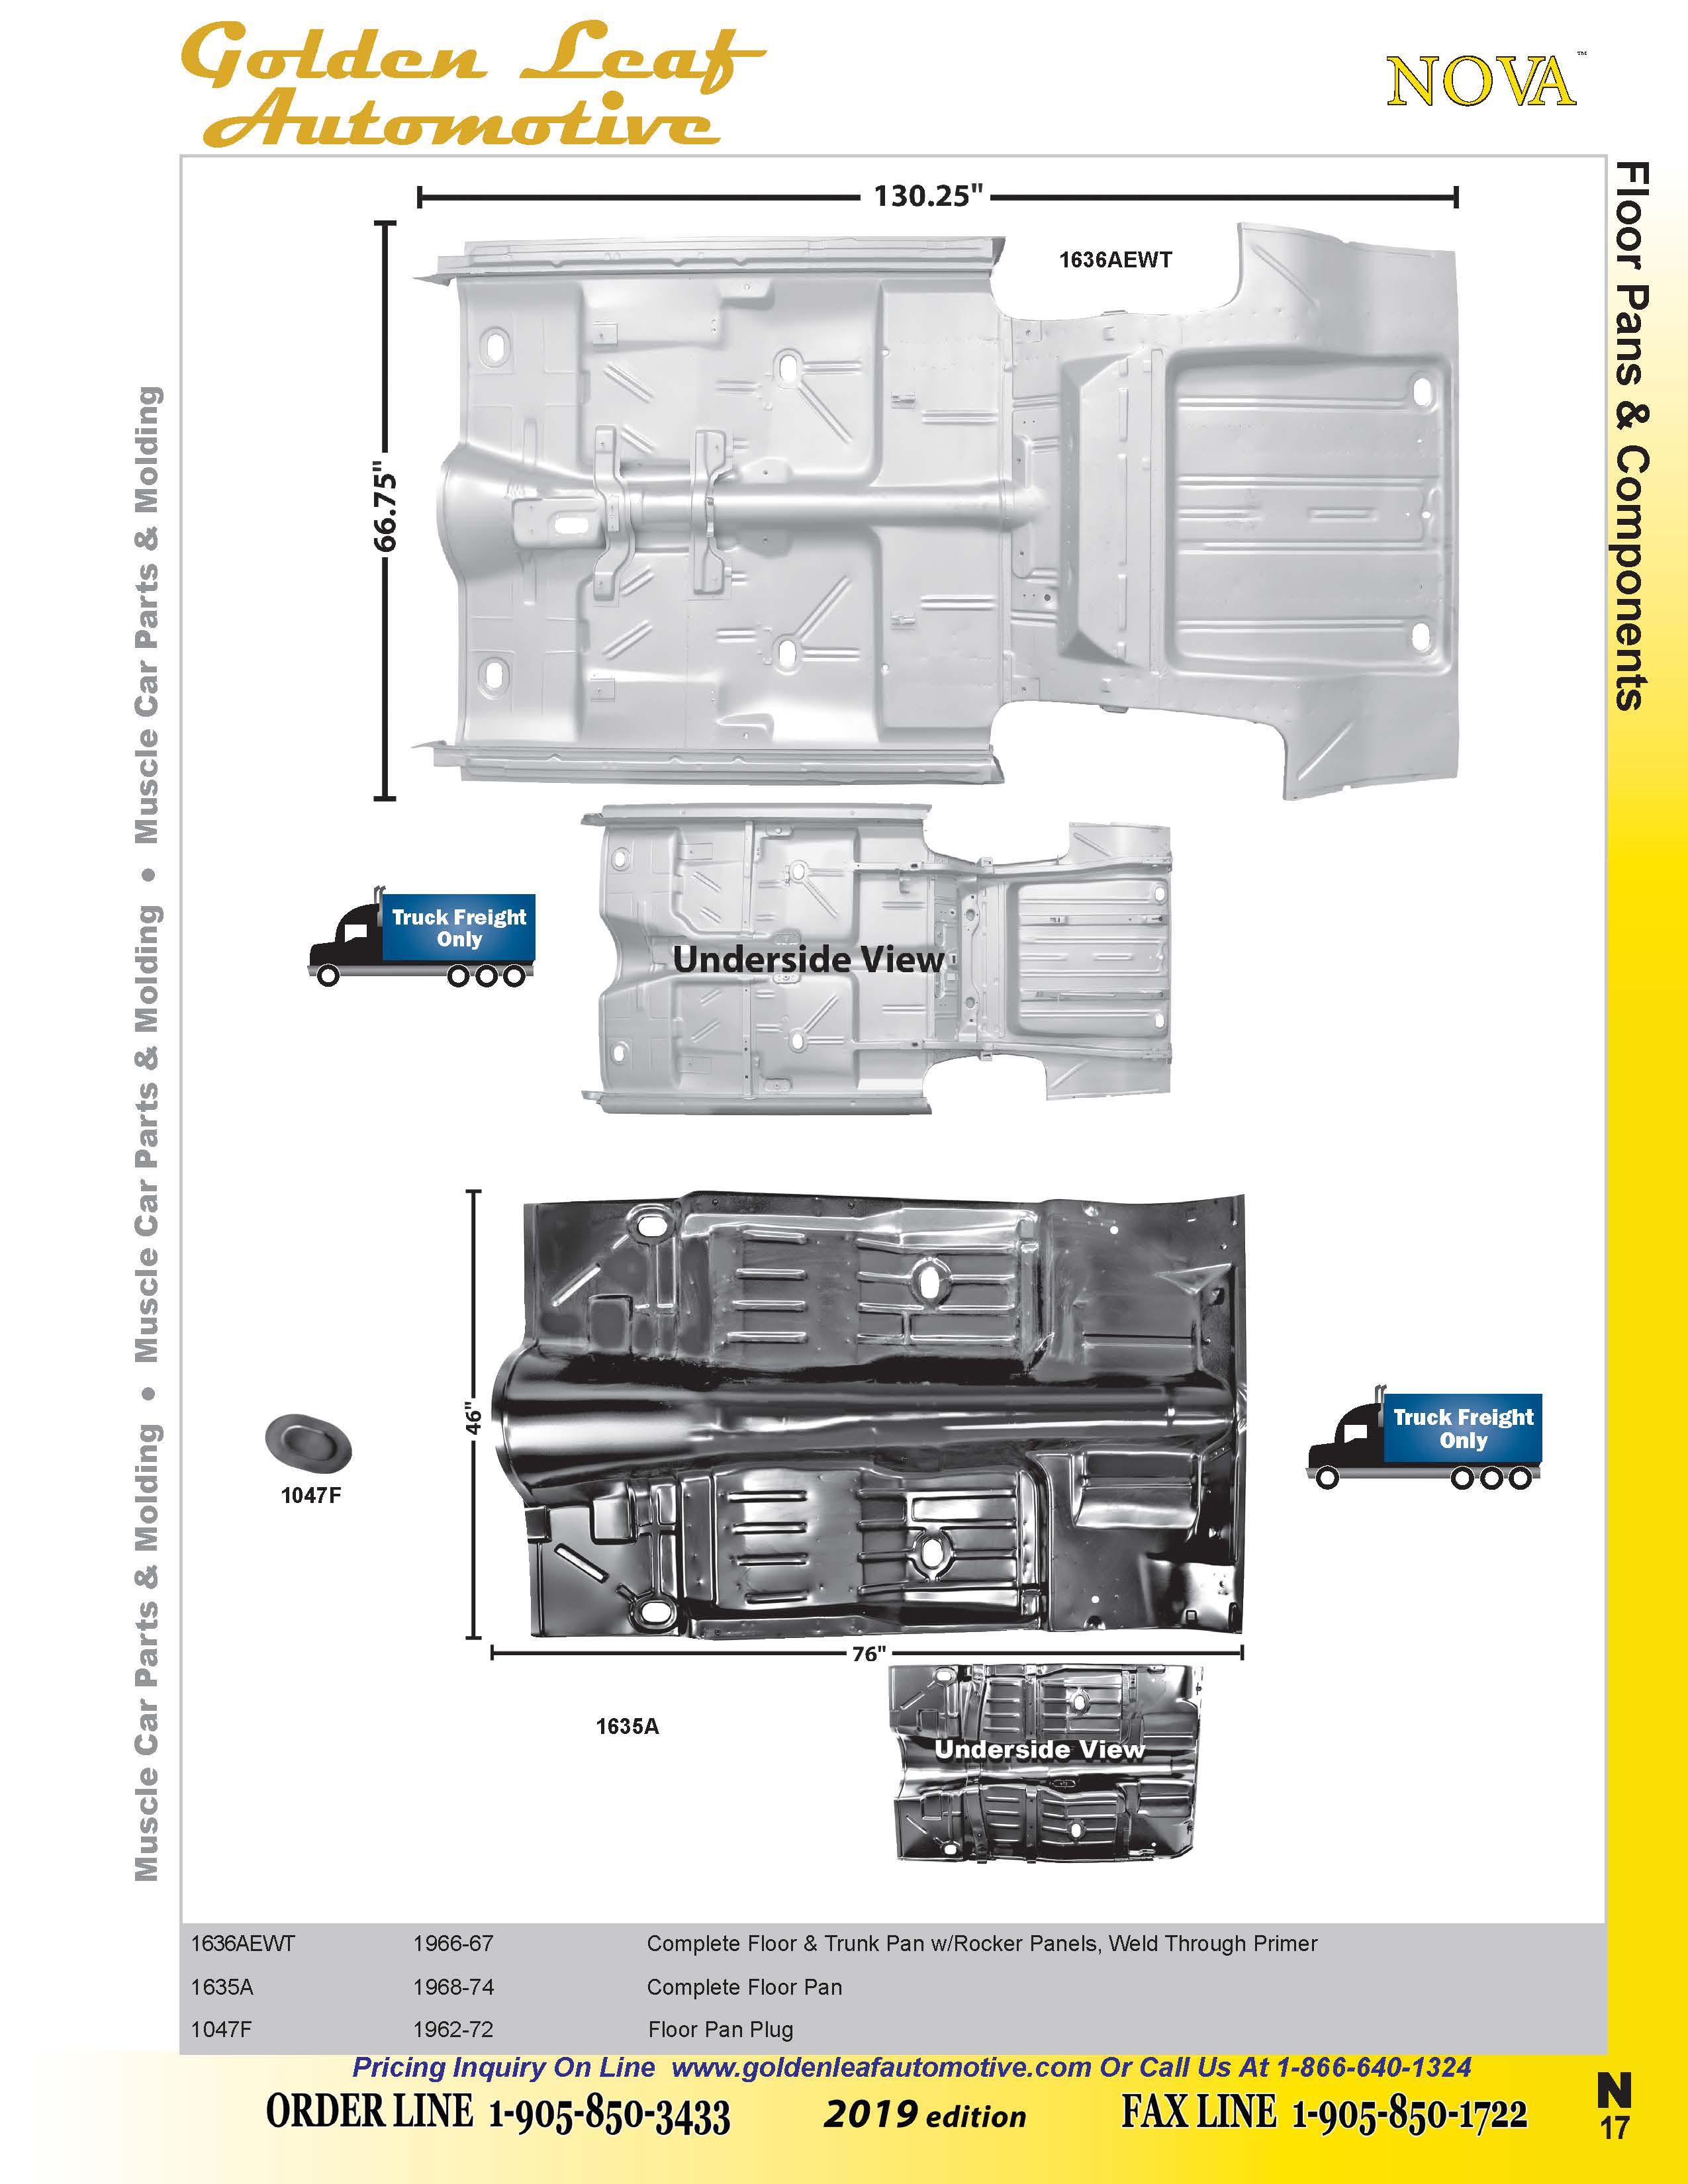 Golden Leaf
Automotive
NOVA™
Floor Pans & Components
Muscle Car Parts & Molding • Muscle Car Parts & Molding • Muscle Car Parts & Molding
130.25"
1636AEWT
66.75"
Truck Freight
Only
Underside View
46"
Truck Freight
Only
1047F
76"
1635A
Underside View
1636AEWT 1966-67 Complete Floor & Trunk Pan w/Rocker Panels, Weld Through Primer
1635A 1968-74 Complete Floor Pan
1047F 1962-72 Floor Pan Plug
Pricing Inquiry On Line www.goldenleafautomotive.com Or Call Us At 1-866-640-1324
ORDER LINE 1-905-850-3433 2019 edition FAX LINE 1-905-850-1722
N
17